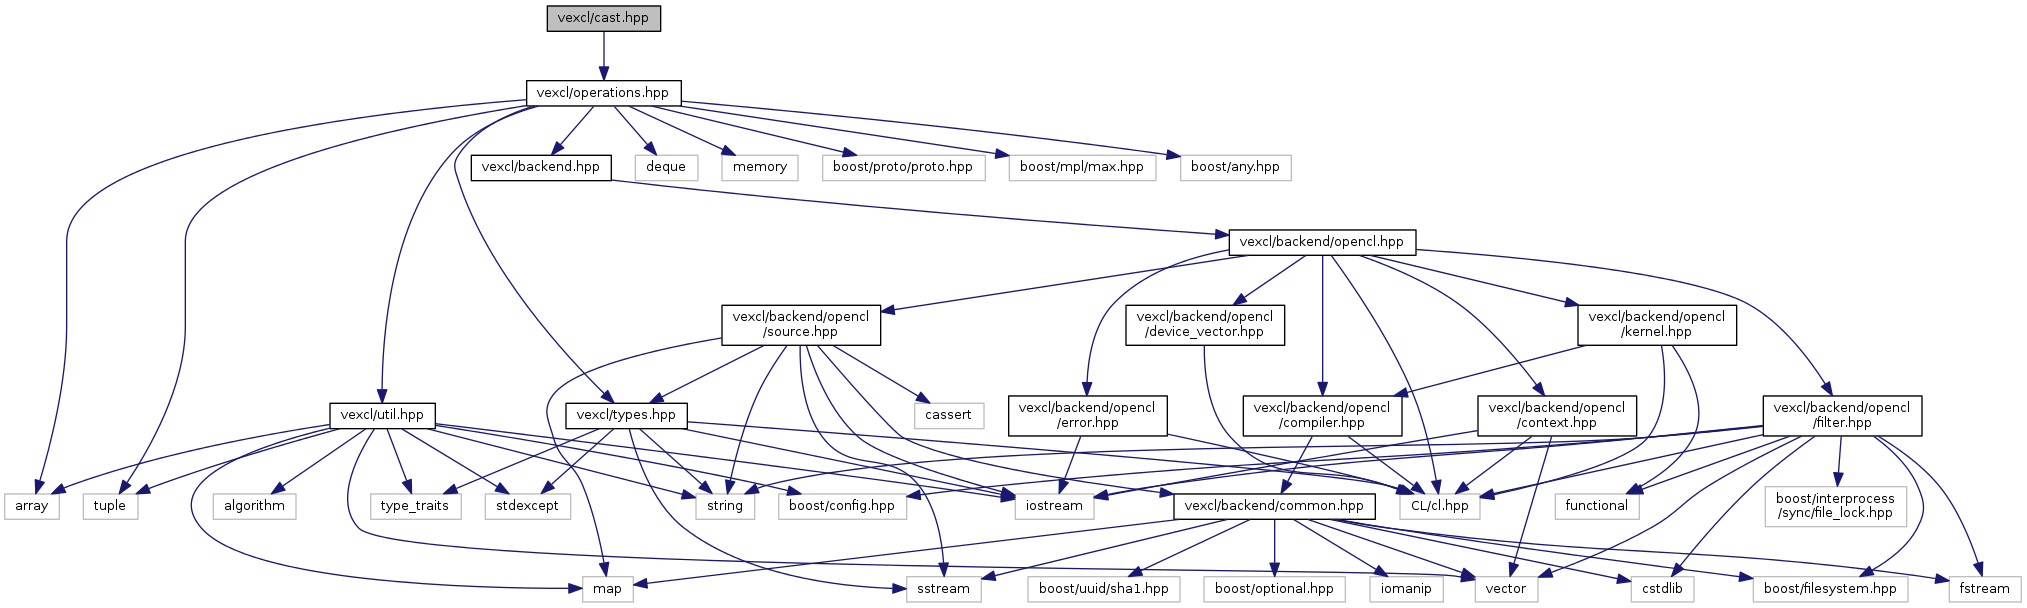 vexcl/cast.hpp
vexcl/operations.hpp
vexcl/backend.hpp
deque
memory
boost/proto/proto.hpp
boost/mpl/max.hpp
boost/any.hpp
vexcl/backend/opencl.hpp
vexcl/backend/opencl
/source.hpp
vexcl/backend/opencl
/device_vector.hpp
vexcl/backend/opencl
/kernel.hpp
vexcl/util.hpp
vexcl/types.hpp
cassert
vexcl/backend/opencl
/error.hpp
vexcl/backend/opencl
/compiler.hpp
vexcl/backend/opencl
/context.hpp
vexcl/backend/opencl
/filter.hpp
array
tuple
algorithm
type_traits
stdexcept
string
boost/config.hpp
iostream
vexcl/backend/common.hpp
CL/cl.hpp
functional
boost/interprocess
/sync/file_lock.hpp
map
sstream
boost/uuid/sha1.hpp
boost/optional.hpp
iomanip
vector
cstdlib
boost/filesystem.hpp
fstream